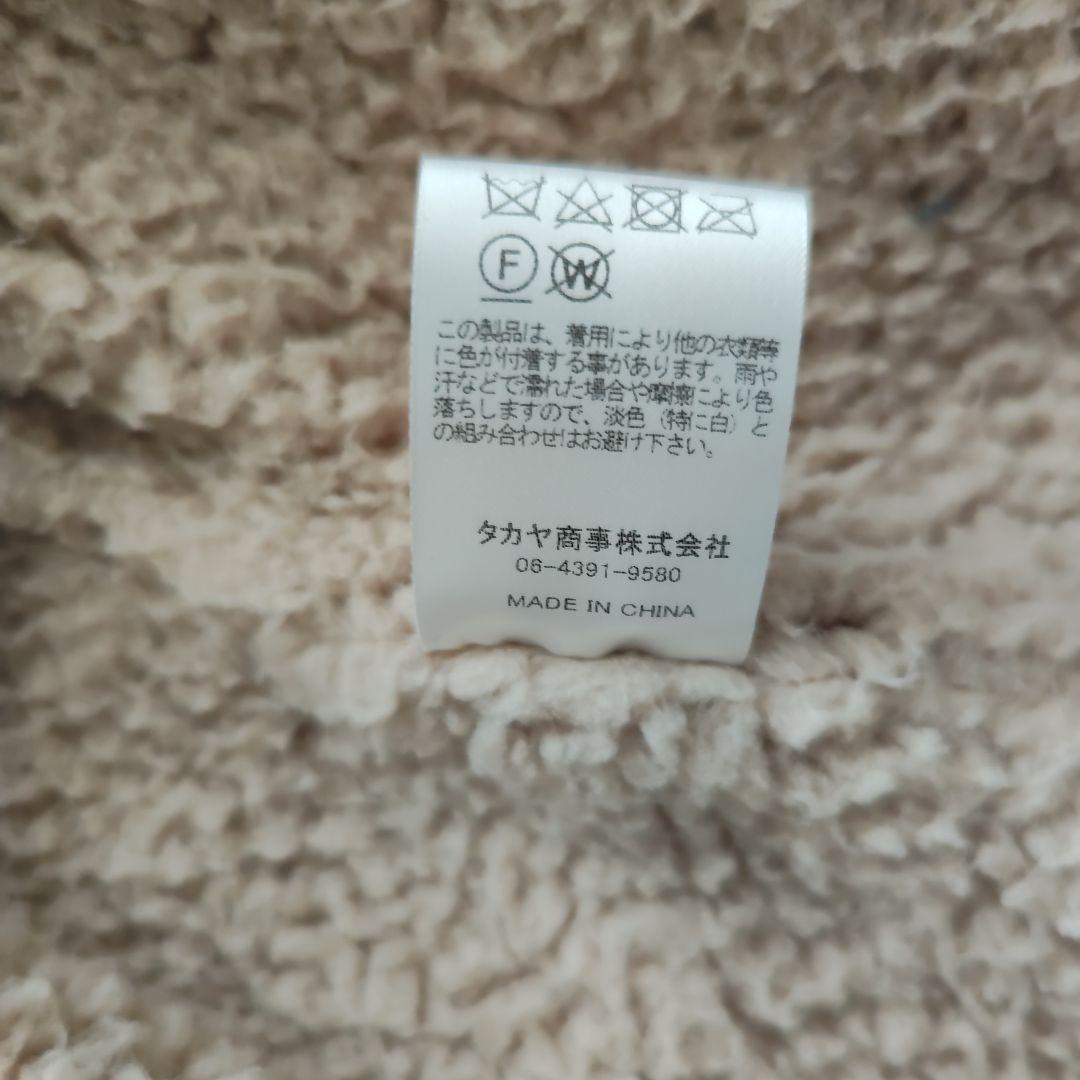 F W
この製品は、着用により他の衣類等
に色が付着する事があります。雨や
汗などで濡れた場合や摩擦により色
落ちしますので、淡色（特に白）と
の組み合わせはお避け下さい。
タカヤ商事株式会社
06-4391-9580
MADE IN CHINA